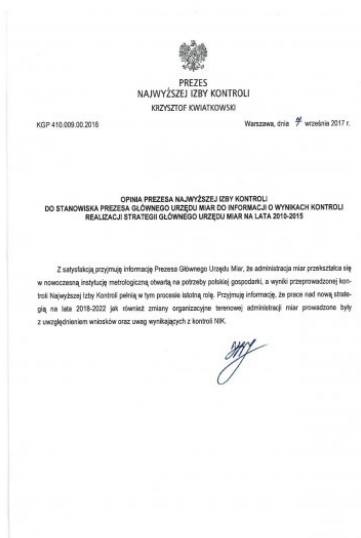 PREZES
NAJWYŻSZEJ IZBY KONTROLI
KRZYSZTOF KWIATKOWSKI
KGP 410.009.00.2016 Warszawa, dnia 7 września 2017 r.
OPINIA PREZESA NAJWYŻSZEJ IZBY KONTROLI
DO STANOWISKA PREZESA GŁÓWNEGO URZĘDU MIAR DO INFORMACJI O WYNIKACH KONTROLI
REALIZACJI STRATEGII GŁÓWNEGO URZĘDU MIAR NA LATA 2010-2015
Z satysfakcją przyjmuję informację Prezesa Głównego Urzędu Miar, że administracja miar przekształca się
w nowoczesną instytucję metrologiczną otwartą na potrzeby polskiej gospodarki, a wyniki przeprowadzonej kon-
troli Najwyższej Izby Kontroli pełnią w tym procesie istotną rolę. Przyjmuję informację, że prace nad nową strate-
gią na lata 2018-2022 jak również zmiany organizacyjne terenowej administracji miar prowadzone były
z uwzględnieniem wniosków oraz uwag wynikających z kontroli NIK.